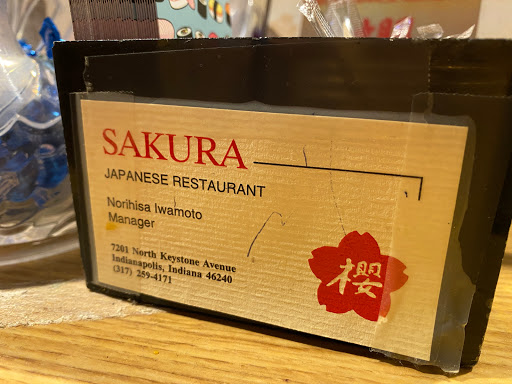 SAKURA
JAPANESE RESTAURANT
Norihisa Iwamoto
Manager
7201 North Keystone Avenue
Indianapolis, Indiana 46240
(317) 259-4171
櫻